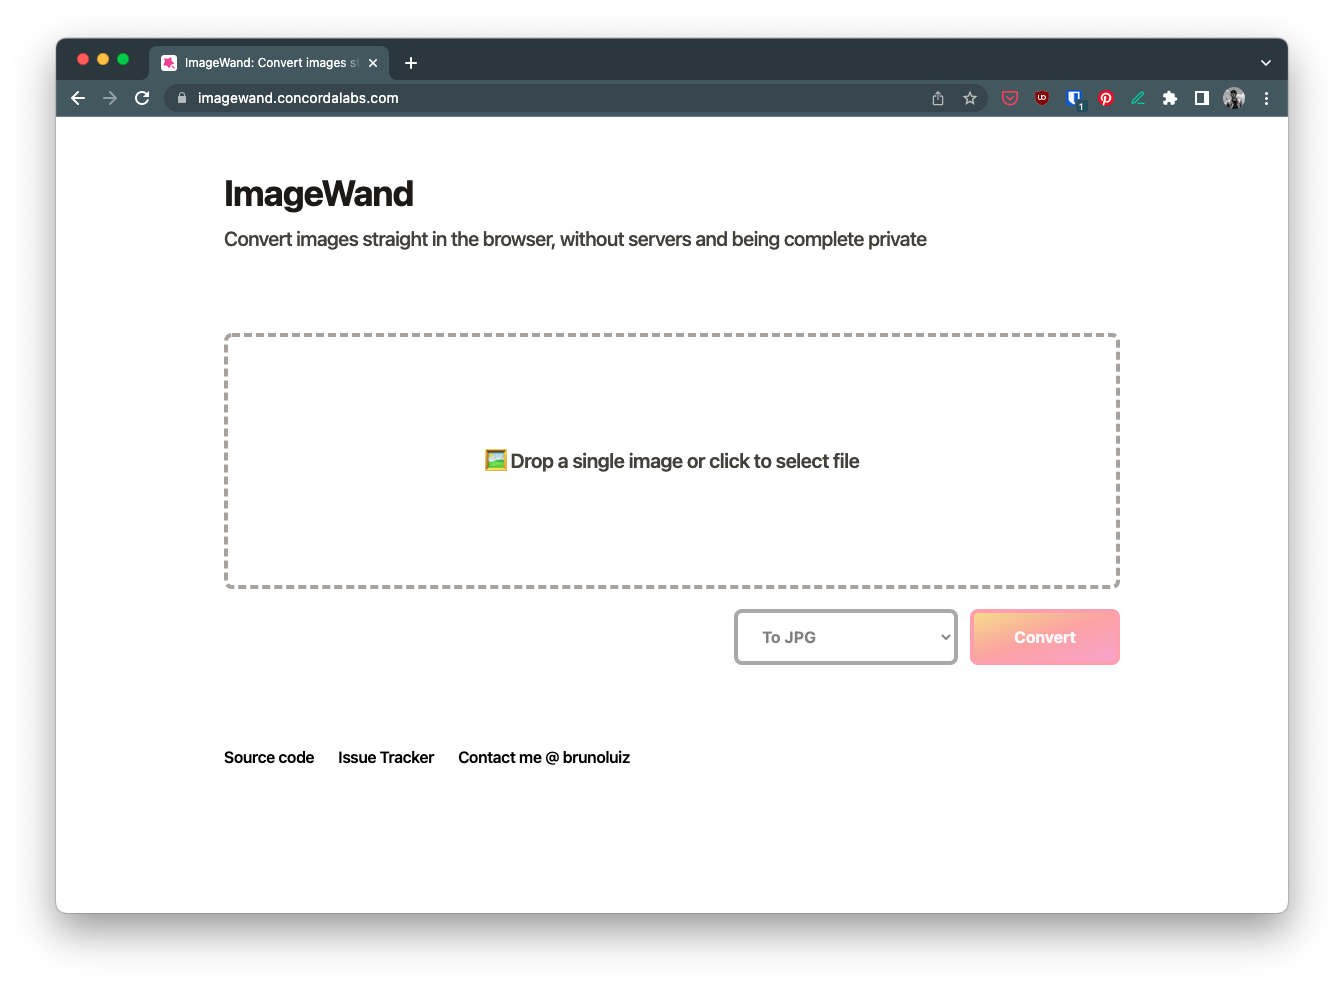 ImageWand: Convert images st
imagewand.concordalabs.com
UD
1
ImageWand
Convert images straight in the browser, without servers and being complete private
Drop a single image or click to select file
To JPG
Convert
Source code Issue Tracker Contact me @ brunoluiz